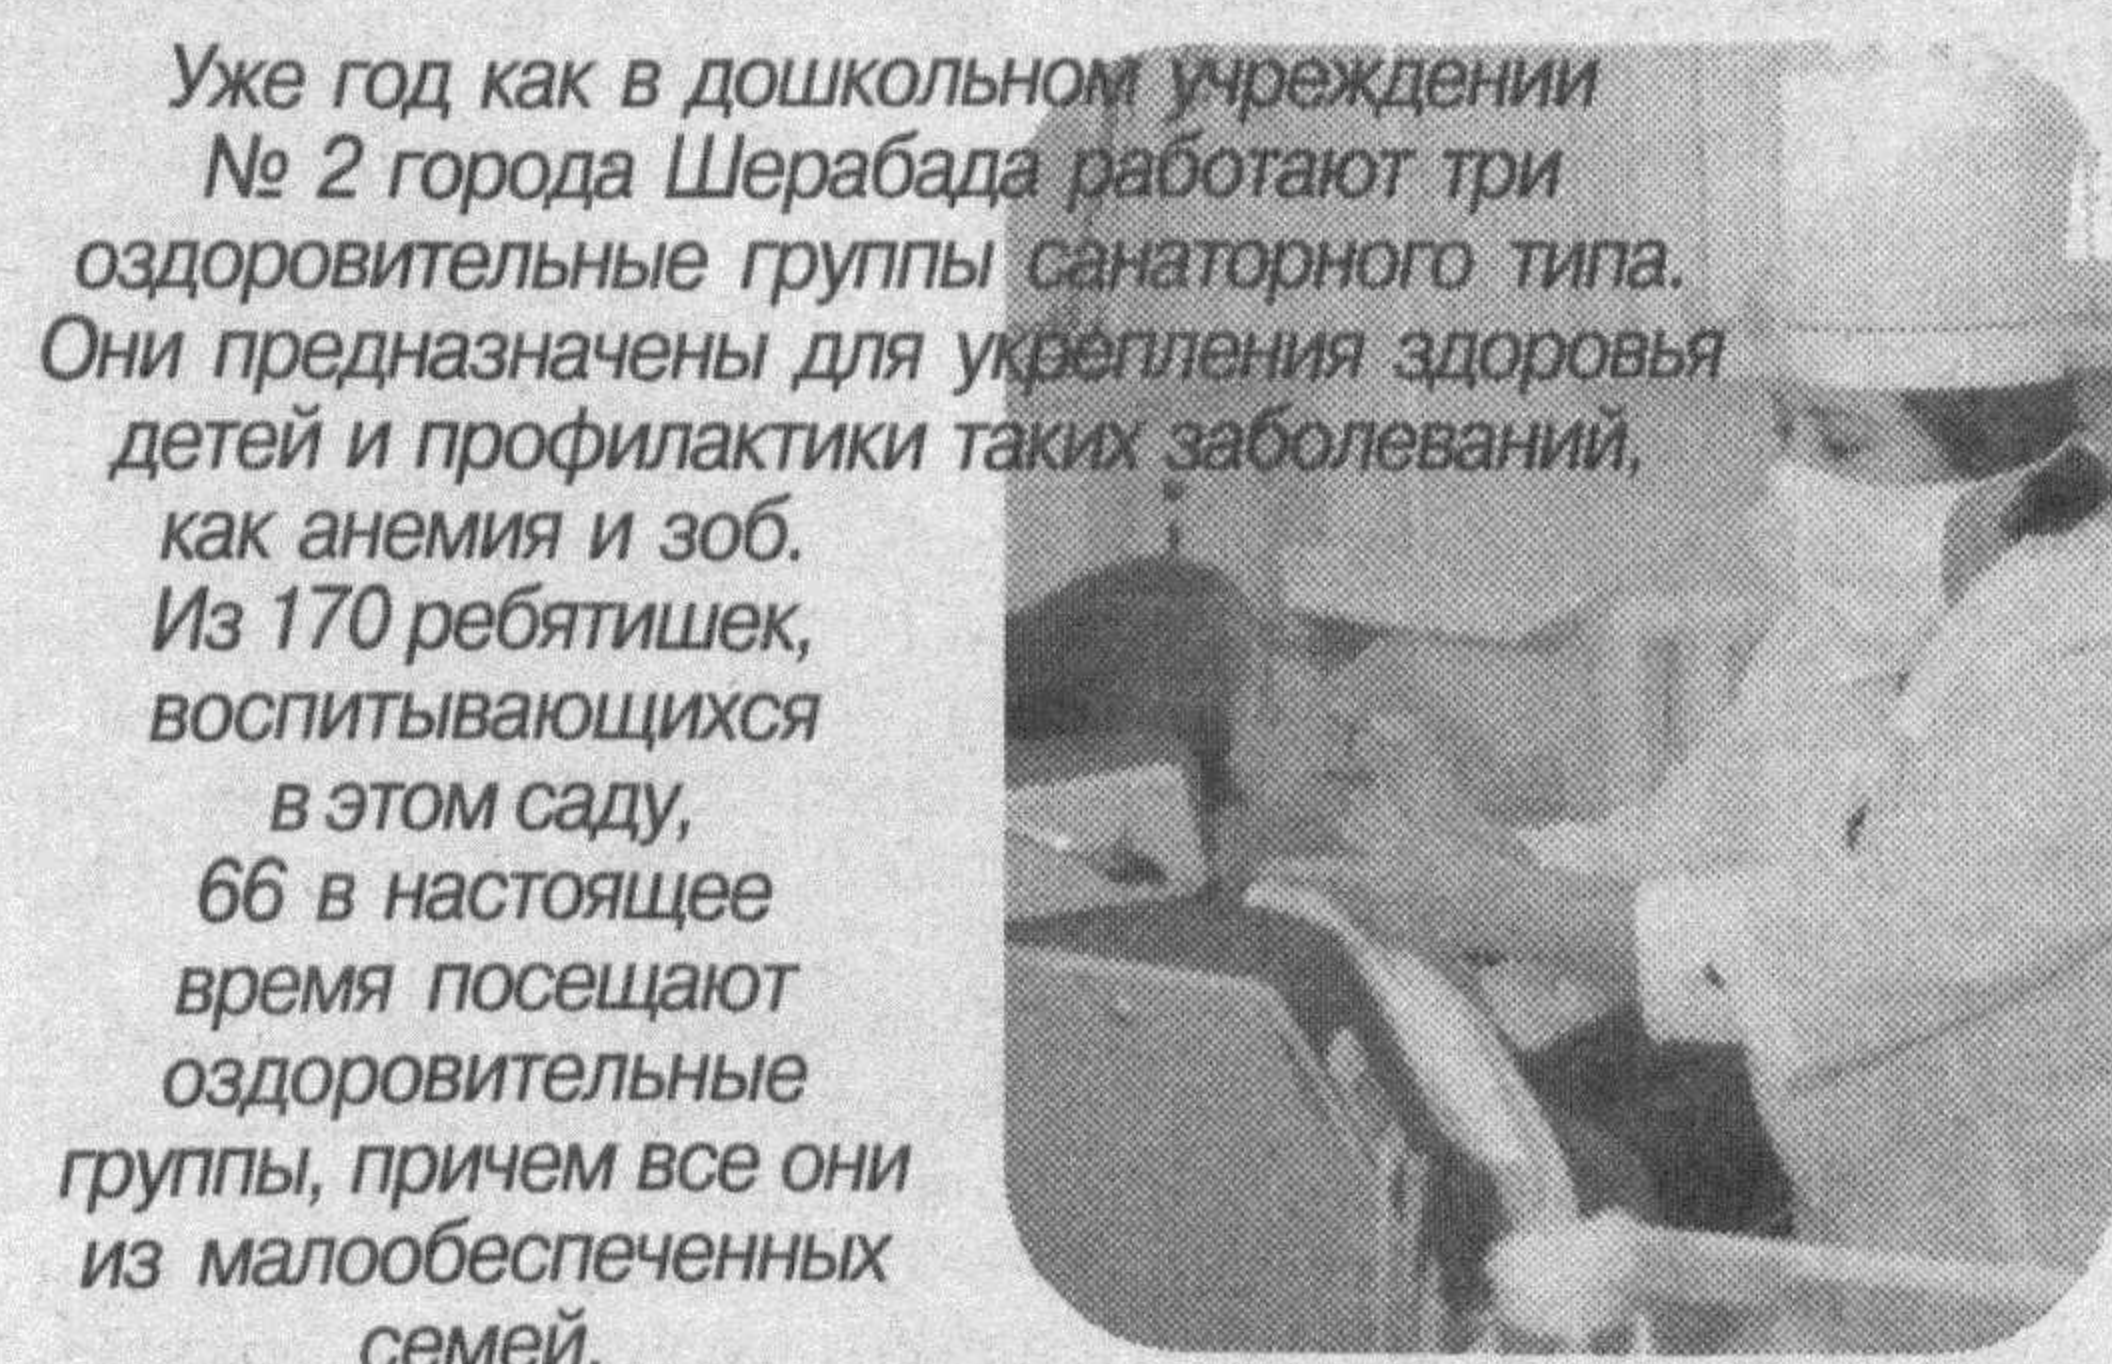 Уже год как в дошкольном учреждении
№ 2 города Шерабада работают три
оздоровительные группы санаторного типа.
Они предназначены для укрепления здоровья
детей и профилактики таких заболеваний,
как анемия и зоб.
Из 170 ребятишек,
воспитывающихся
в этом саду,
66 в настоящее
время посещают
оздоровительные
группы, причем все они
из малообеспеченных
семей.